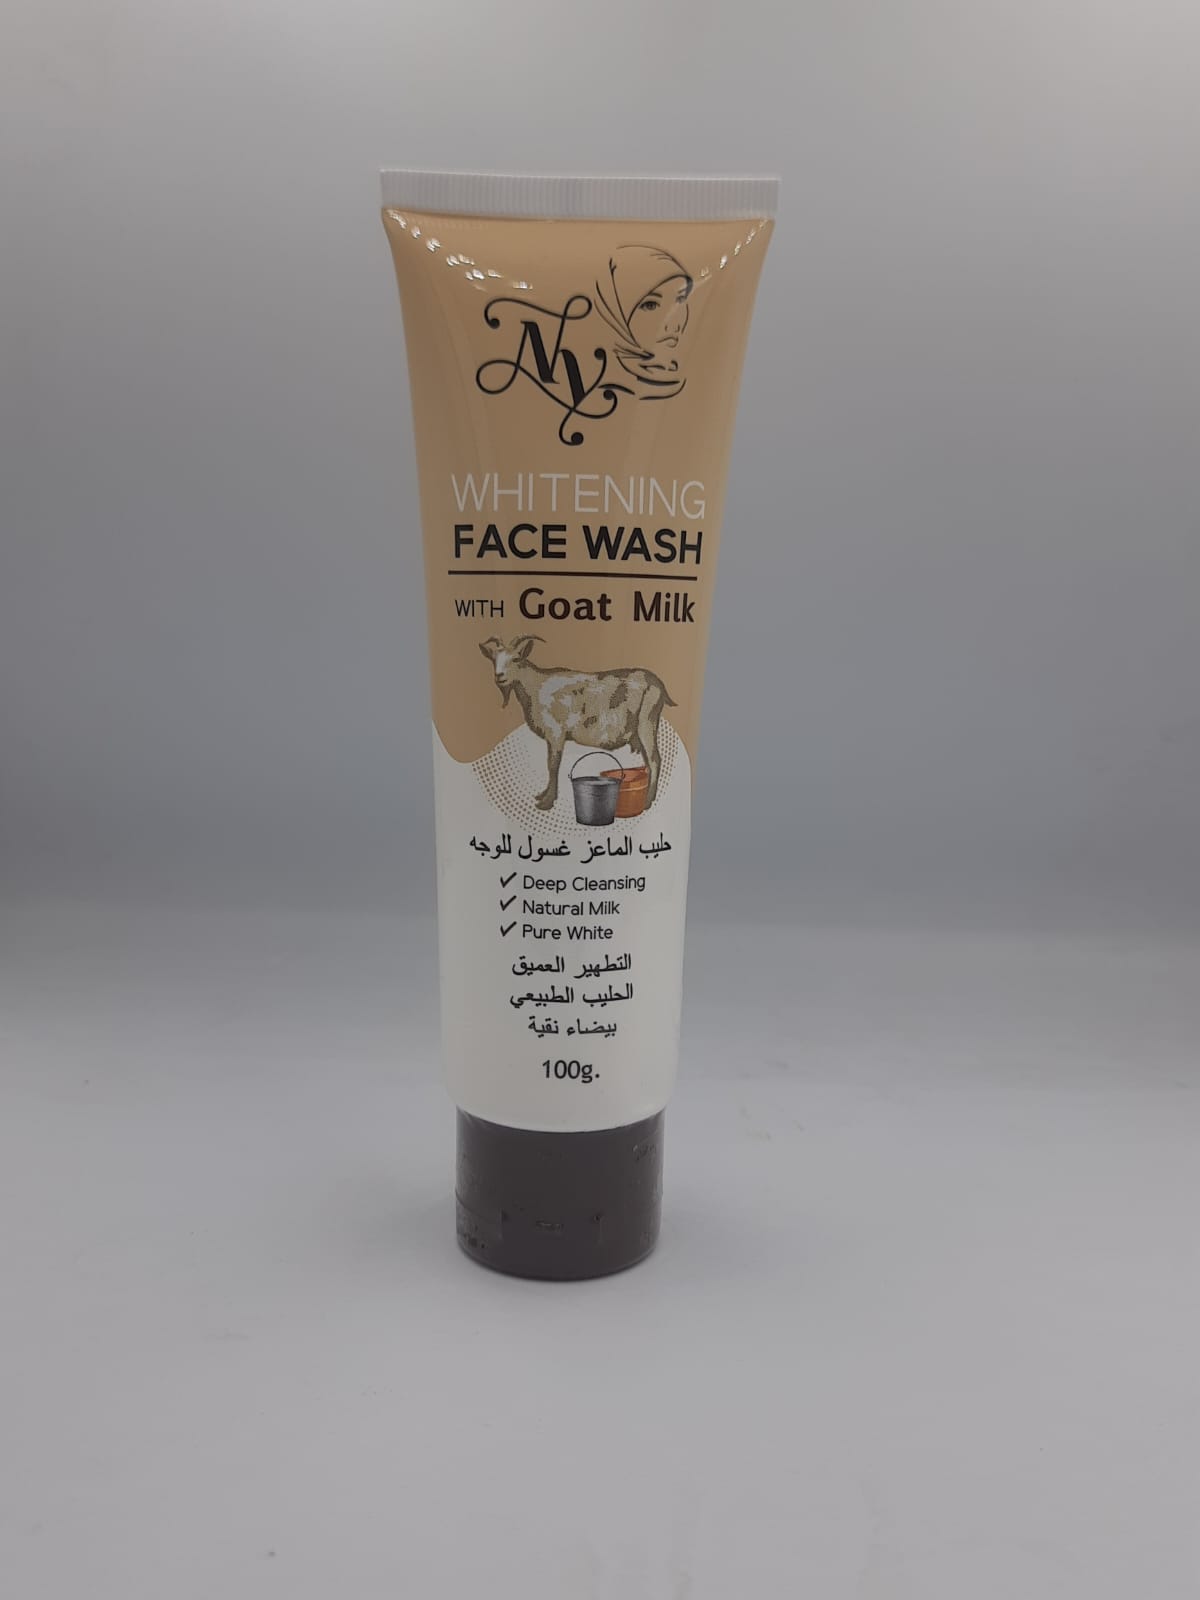 NV
WHITENING
FACE WASH
WITH Goat Milk
حليب الماعز غسول للوجه
✓ Deep Cleansing
✓ Natural Milk
✓ Pure White
التطهير العميق
الحليب الطبيعي
بيضاء نقية
100g.